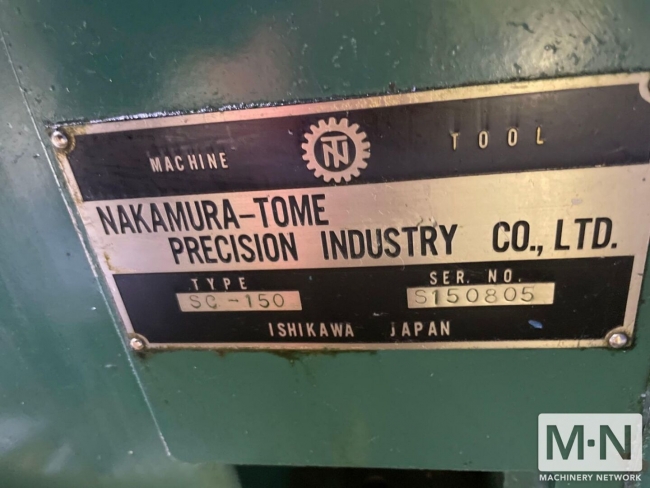 MACHINE TOOL
NAKAMURA-TOME
PRECISION INDUSTRY CO., LTD.
TYPE SER. NO.
SC-150 S150805
ISHIKAWA JAPAN
M·N
MACHINERY NETWORK